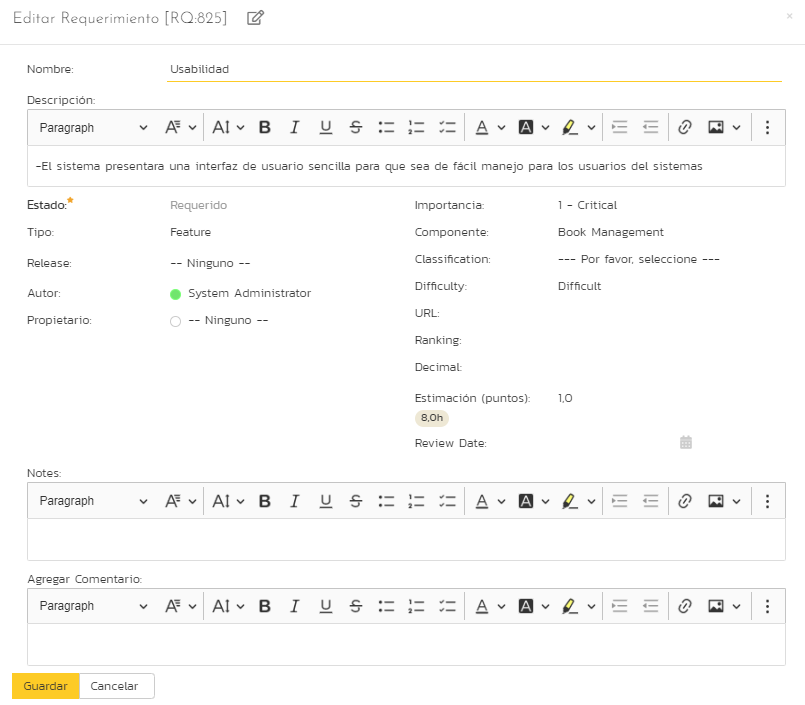 Editar Requerimiento [RQ:825]
Nombre: Usabilidad
Descripción:
Paragraph
-El sistema presentara una interfaz de usuario sencilla para que sea de fácil manejo para los usuarios del sistemas
Estado: Requerido
Tipo: Feature
Release: -- Ninguno --
Autor: System Administrator
Propietario: -- Ninguno --
Importancia: 1 - Critical
Componente: Book Management
Classification: --- Por favor, seleccione ---
Difficulty: Difficult
URL:
Ranking:
Decimal:
Estimación (puntos): 1,0
8,0h
Review Date:
Notes:
Paragraph
Agregar Comentario:
Paragraph
Guardar Cancelar